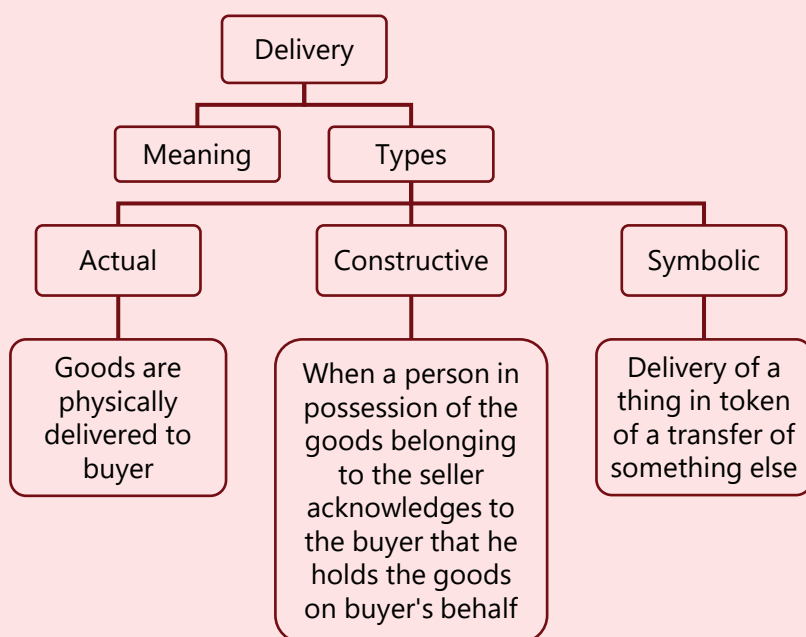 Delivery
Meaning
Types
Actual
Constructive
Symbolic
Goods are
physically
delivered to
buyer
When a person in
possession of the
goods belonging
to the seller
acknowledges to
the buyer that he
holds the goods
on buyer's behalf
Delivery of a
thing in token
of a transfer of
something else